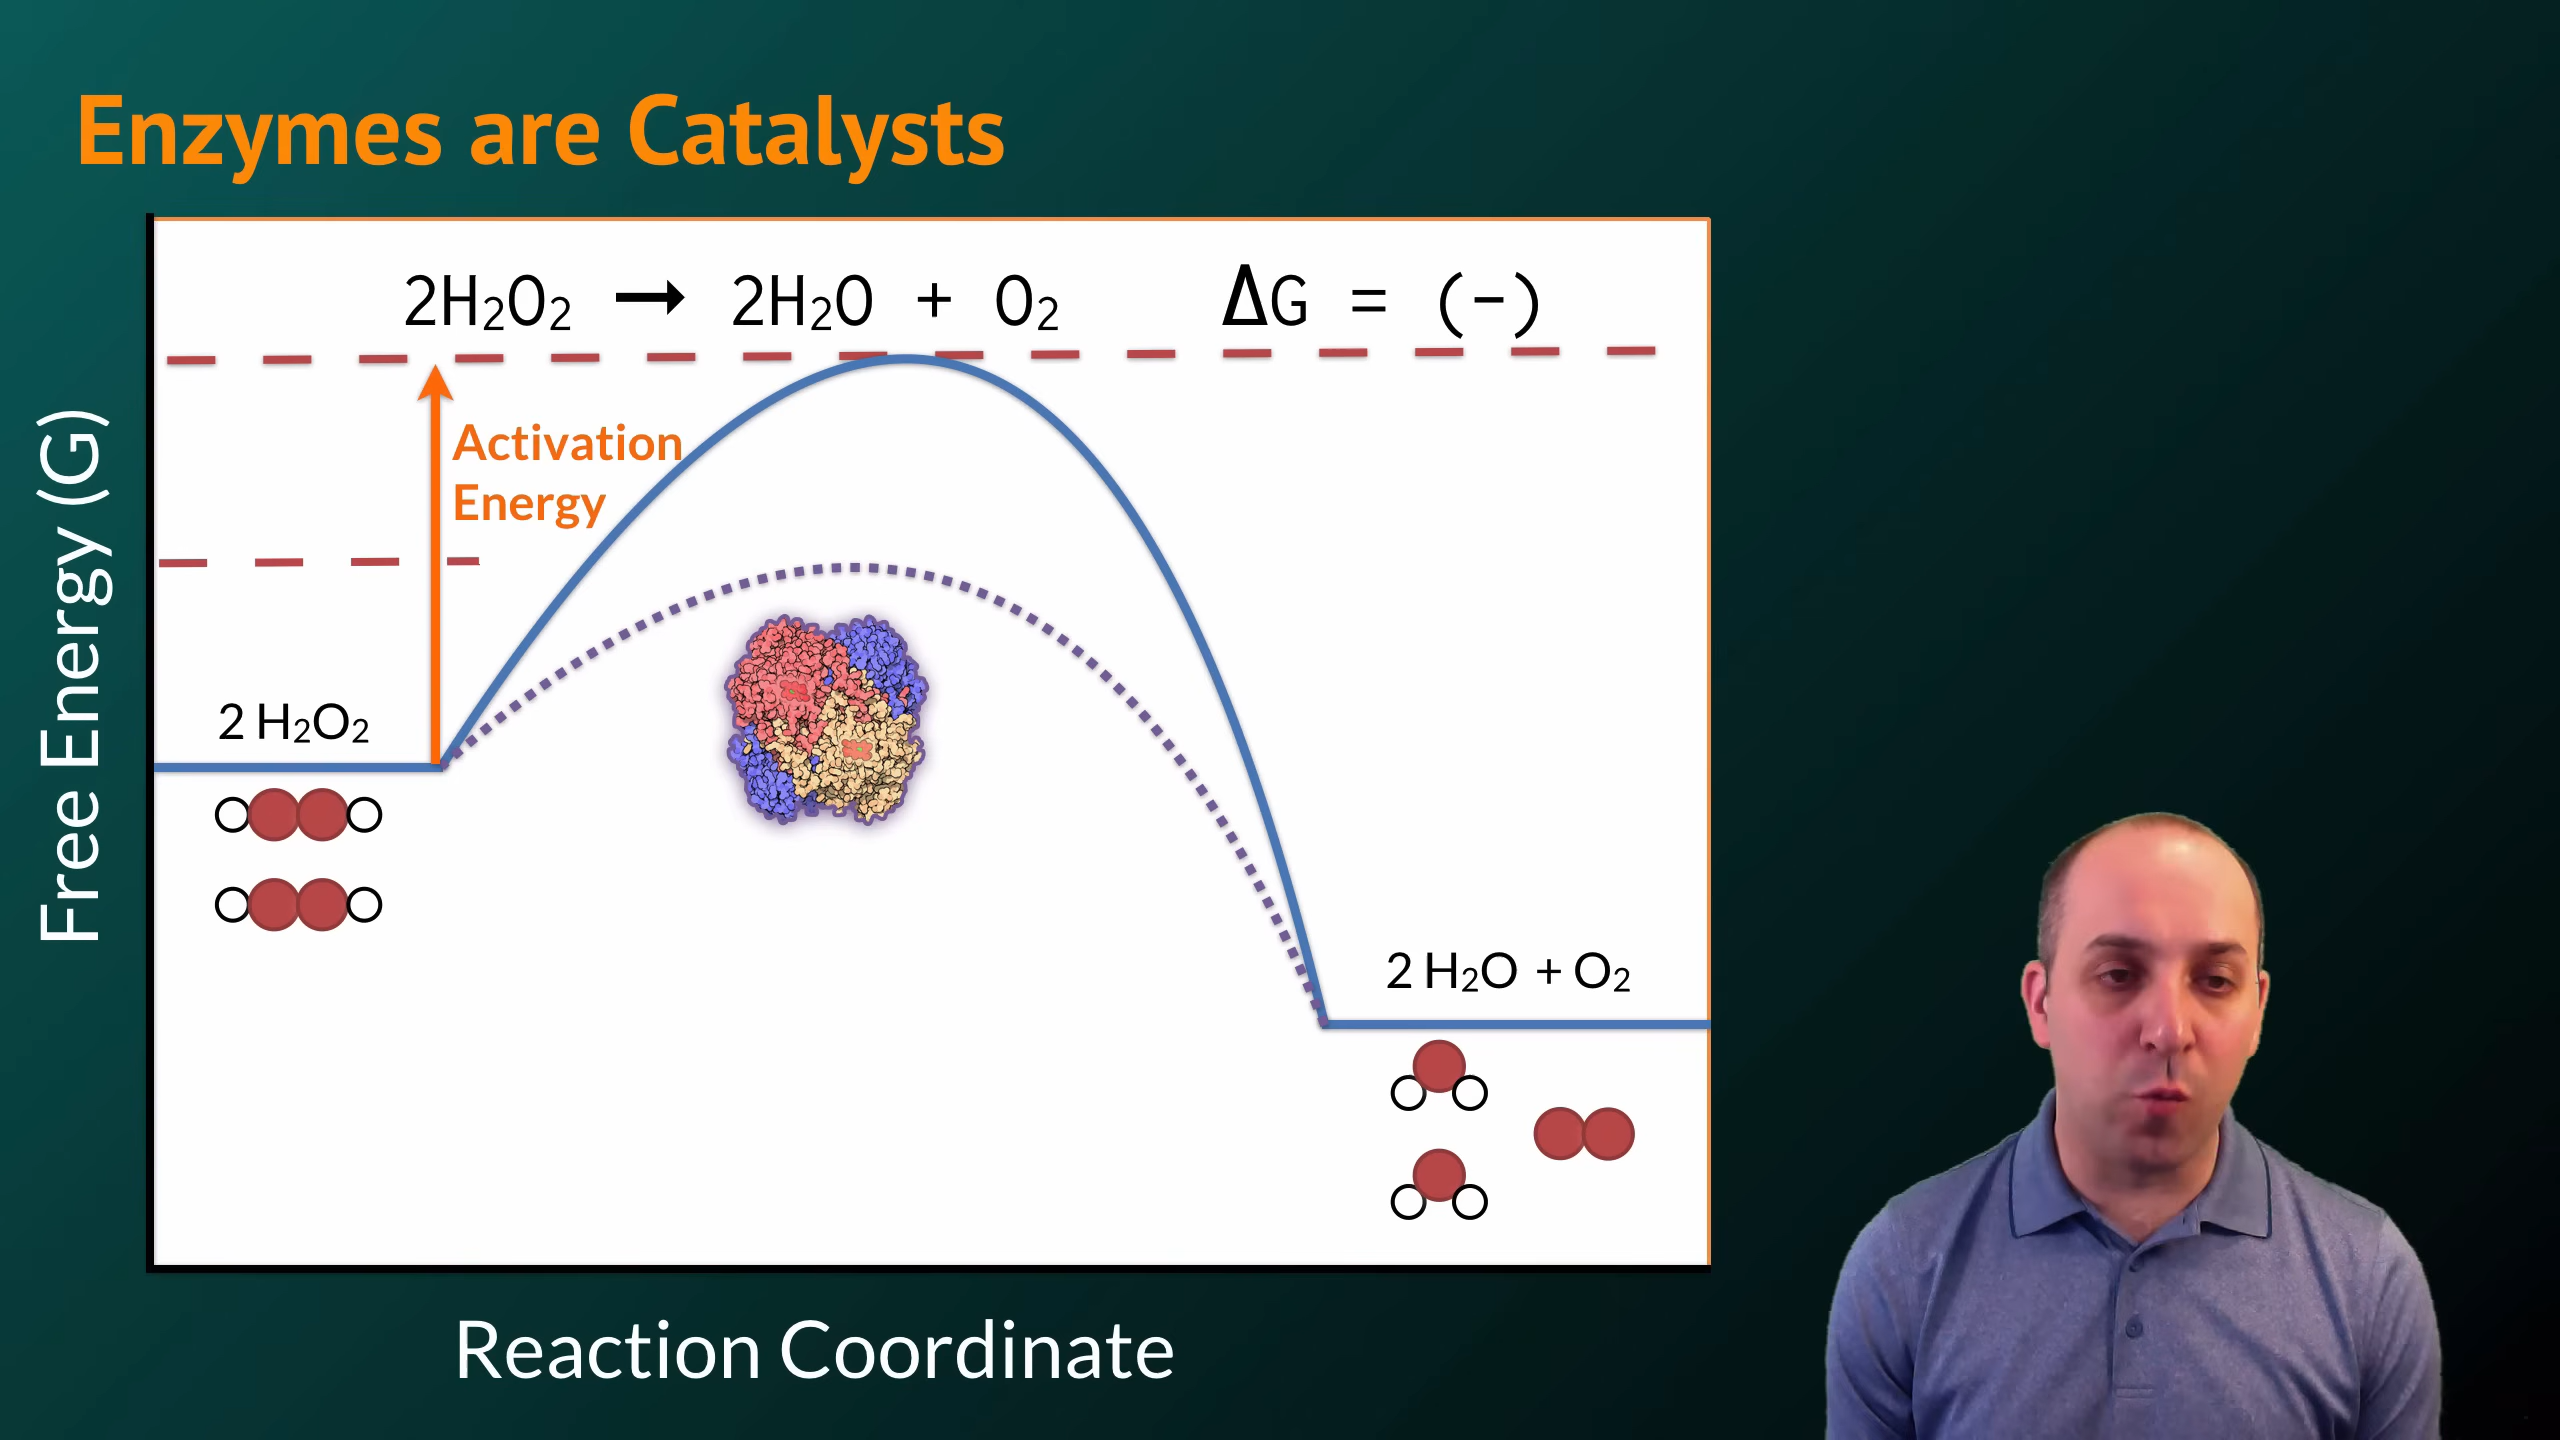 Enzymes are Catalysts
2H₂O₂ → 2H₂O + O₂ ΔG = (-)
Activation
Energy
Free Energy (G)
2 H₂O₂
2 H₂O + O₂
Reaction Coordinate